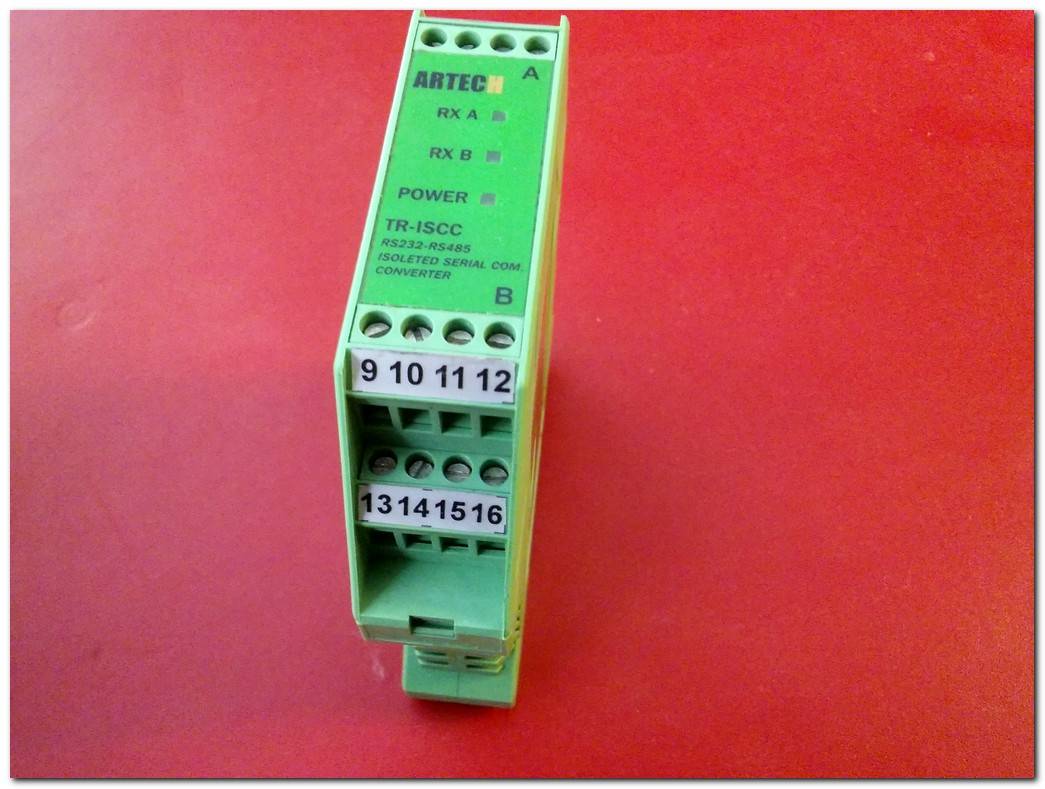 A
ARTECH
RX A
RX B
POWER
TR-ISCC
RS232-RS485
ISOLETED SERIAL COM.
CONVERTER
B
9 10 11 12
13 14 15 16